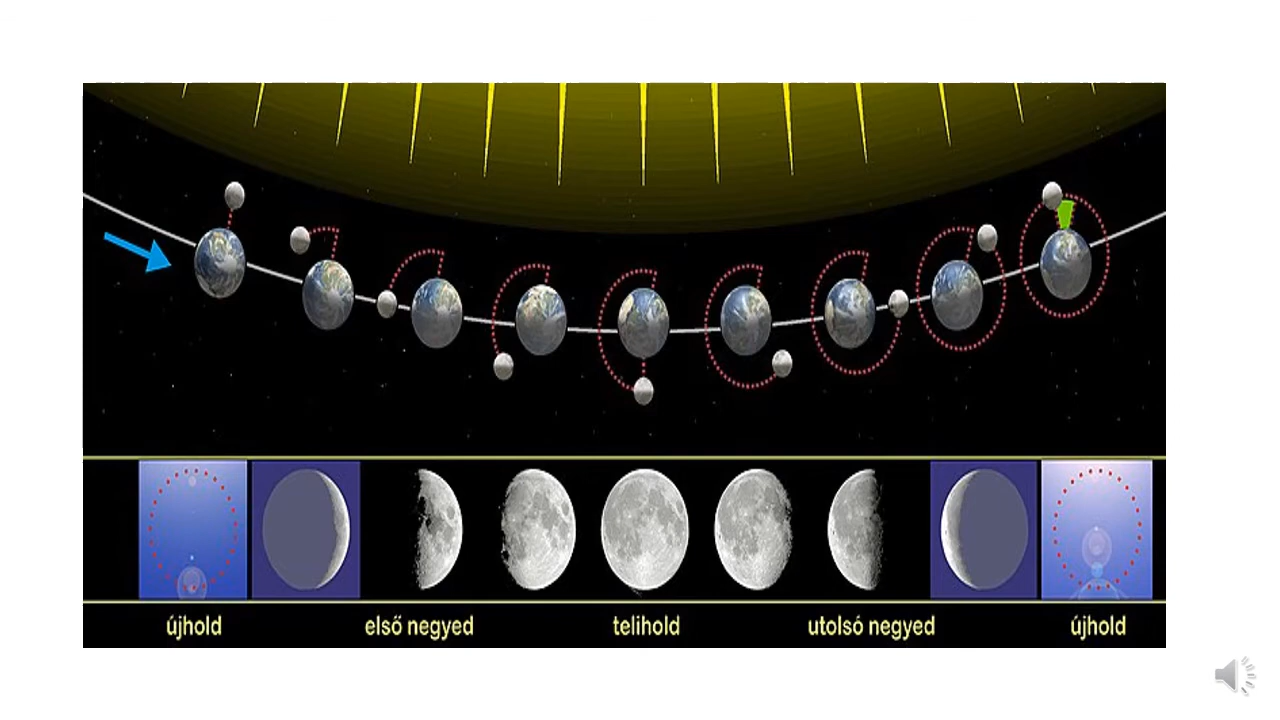 újhold
első negyed
telihold
utolsó negyed
újhold